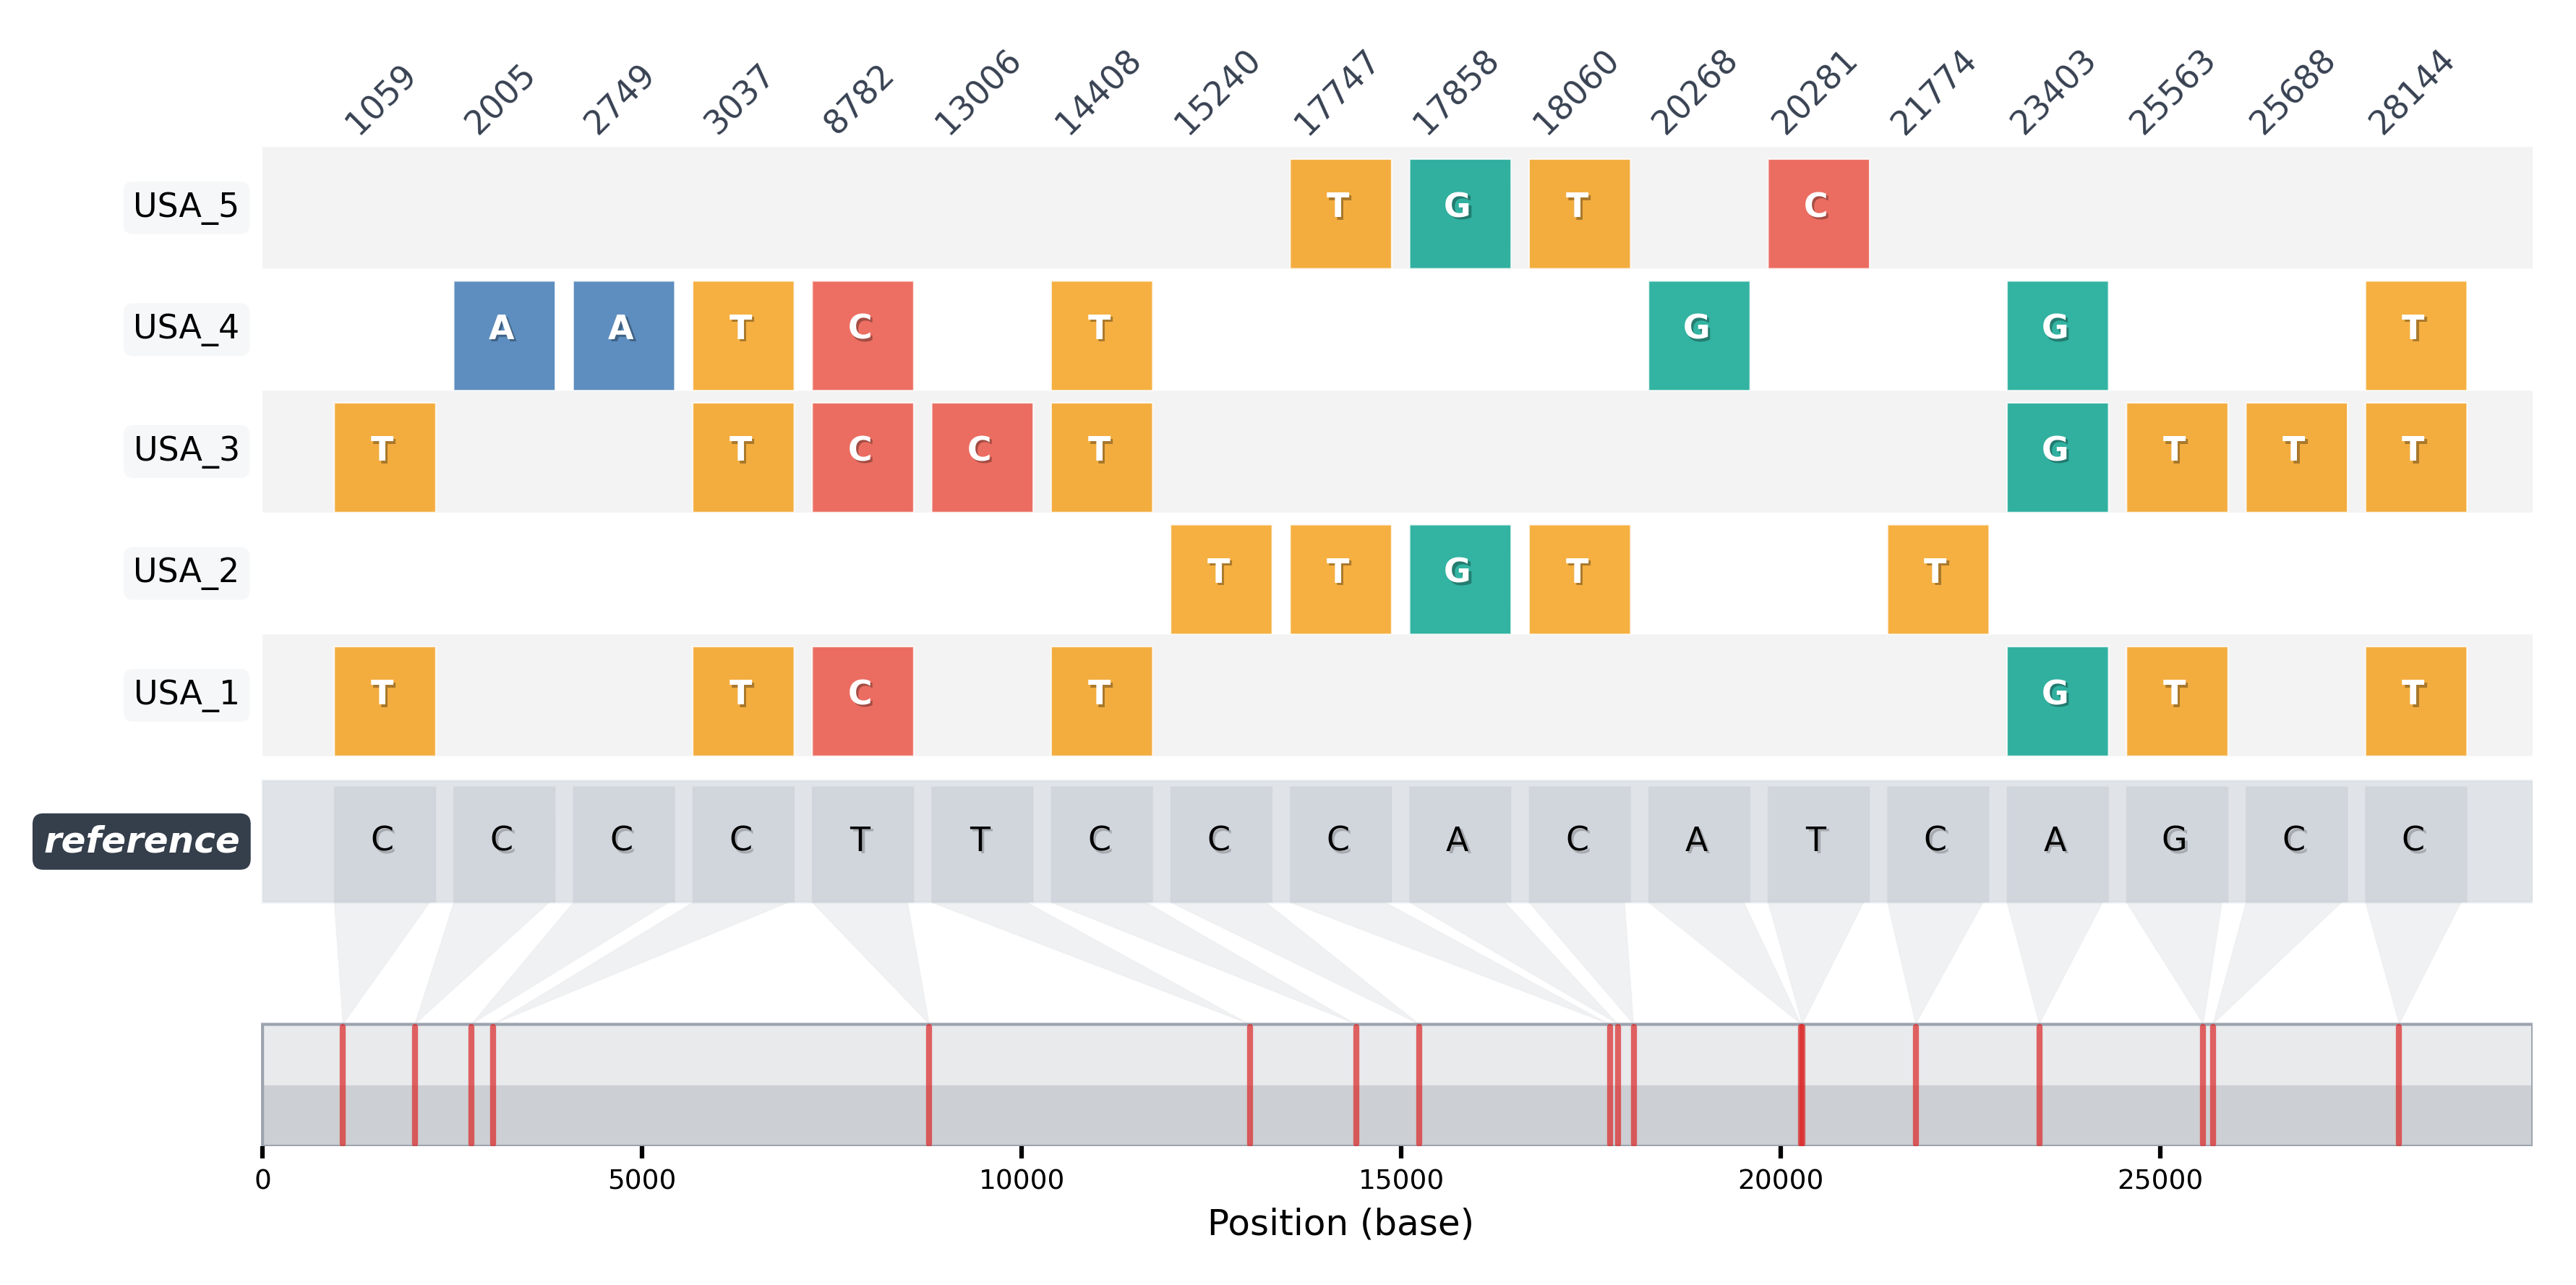 1059 2005 2749 3037 8782 13006 14408 15240 17747 17858 18060 20268 20281 21774 23403 25563 25688 28144
USA_5 T G T C
USA_4 A A T C T G G T
USA_3 T T C C T G T T T
USA_2 T T G T T
USA_1 T T C T G T T
reference C C C C T T C C C A C A T C A G C C
0 5000 10000 15000 20000 25000
Position (base)